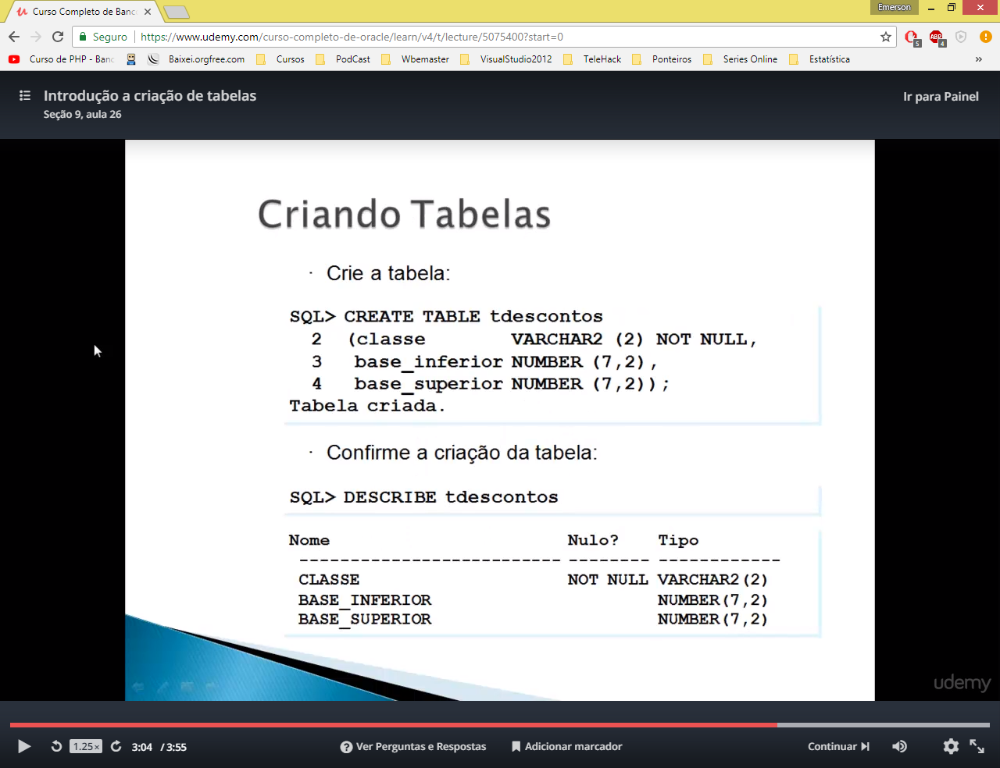 Curso Completo de Banc
Emerson
Seguro
https://www.udemy.com/curso-completo-de-oracle/learn/v4/t/lecture/5075400?start=0
ABP
5
4
Curso de PHP - Banc
Baixei.orgfree.com
Cursos
PodCast
Wbemaster
VisualStudio2012
TeleHack
Ponteiros
Series Online
Estatística
»
Introdução a criação de tabelas
Seção 9, aula 26
Ir para Painel
Criando Tabelas
· Crie a tabela:
SQL> CREATE TABLE tdescontos
2 (classe VARCHAR2 (2) NOT NULL,
3 base_inferior NUMBER (7,2),
4 base_superior NUMBER (7,2));
Tabela criada.
· Confirme a criação da tabela:
SQL> DESCRIBE tdescontos
Nome Nulo? Tipo
-------------------------- -------- ------------
CLASSE NOT NULL VARCHAR2(2)
BASE_INFERIOR NUMBER(7,2)
BASE_SUPERIOR NUMBER(7,2)
udemy
1.25×
3:04 / 3:55
? Ver Perguntas e Respostas
Adicionar marcador
Continuar